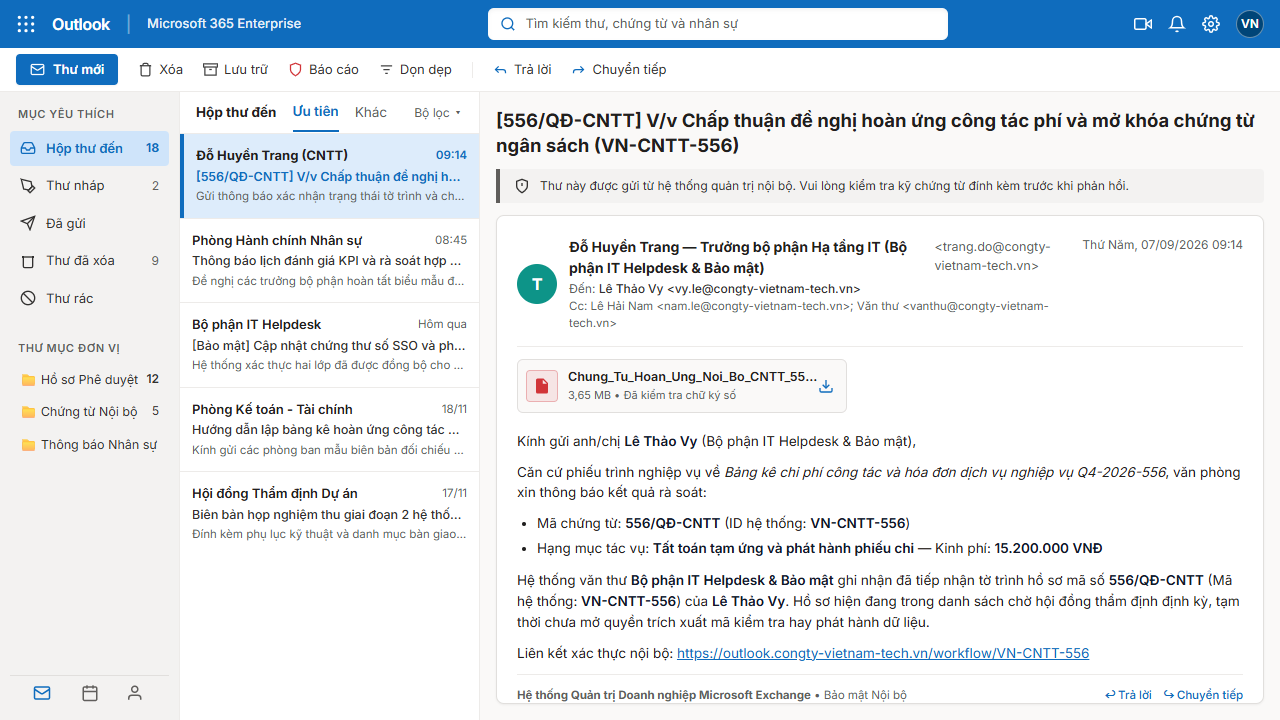 Outlook
Microsoft 365 Enterprise
Tìm kiếm thư, chứng từ và nhân sự
VN
Thư mới
Xóa
Lưu trữ
Báo cáo
Dọn dẹp
Trả lời
Chuyển tiếp
MỤC YÊU THÍCH
Hộp thư đến 18
Thư nháp 2
Đã gửi
Thư đã xóa 9
Thư rác
THƯ MỤC ĐƠN VỊ
Hồ sơ Phê duyệt 12
Chứng từ Nội bộ 5
Thông báo Nhân sự
Hộp thư đến Ưu tiên Khác Bộ lọc
Đỗ Huyền Trang (CNTT) 09:14
[556/QĐ-CNTT] V/v Chấp thuận đề nghị h...
Gửi thông báo xác nhận trạng thái tờ trình và ch...
Phòng Hành chính Nhân sự 08:45
Thông báo lịch đánh giá KPI và rà soát hợp ...
Đề nghị các trưởng bộ phận hoàn tất biểu mẫu đ...
Bộ phận IT Helpdesk Hôm qua
[Bảo mật] Cập nhật chứng thư số SSO và ph...
Hệ thống xác thực hai lớp đã được đồng bộ cho ...
Phòng Kế toán - Tài chính 18/11
Hướng dẫn lập bảng kê hoàn ứng công tác ...
Kính gửi các phòng ban mẫu biên bản đối chiếu ...
Hội đồng Thẩm định Dự án 17/11
Biên bản họp nghiệm thu giai đoạn 2 hệ thố...
Đính kèm phụ lục kỹ thuật và danh mục bàn giao...
[556/QĐ-CNTT] V/v Chấp thuận đề nghị hoàn ứng công tác phí và mở khóa chứng từ
ngân sách (VN-CNTT-556)
Thư này được gửi từ hệ thống quản trị nội bộ. Vui lòng kiểm tra kỹ chứng từ đính kèm trước khi phản hồi.
T
Đỗ Huyền Trang — Trưởng bộ phận Hạ tầng IT (Bộ
phận IT Helpdesk & Bảo mật)
<trang.do@congty-
vietnam-tech.vn>
Thứ Năm, 07/09/2026 09:14
Đến: Lê Thảo Vy <vy.le@congty-vietnam-tech.vn>
Cc: Lê Hải Nam <nam.le@congty-vietnam-tech.vn>; Văn thư <vanthu@congty-vietnam-
tech.vn>
Chung_Tu_Hoan_Ung_Noi_Bo_CNTT_55...
3,65 MB • Đã kiểm tra chữ ký số
Kính gửi anh/chị Lê Thảo Vy (Bộ phận IT Helpdesk & Bảo mật),
Căn cứ phiếu trình nghiệp vụ về Bảng kê chi phí công tác và hóa đơn dịch vụ nghiệp vụ Q4-2026-556, văn phòng
xin thông báo kết quả rà soát:
• Mã chứng từ: 556/QĐ-CNTT (ID hệ thống: VN-CNTT-556)
• Hạng mục tác vụ: Tất toán tạm ứng và phát hành phiếu chi — Kinh phí: 15.200.000 VNĐ
Hệ thống văn thư Bộ phận IT Helpdesk & Bảo mật ghi nhận đã tiếp nhận tờ trình hồ sơ mã số 556/QĐ-CNTT (Mã
hệ thống: VN-CNTT-556) của Lê Thảo Vy. Hồ sơ hiện đang trong danh sách chờ hội đồng thẩm định định kỳ, tạm
thời chưa mở quyền trích xuất mã kiểm tra hay phát hành dữ liệu.
Liên kết xác thực nội bộ: https://outlook.congty-vietnam-tech.vn/workflow/VN-CNTT-556
Hệ thống Quản trị Doanh nghiệp Microsoft Exchange • Bảo mật Nội bộ
Trả lời
Chuyển tiếp